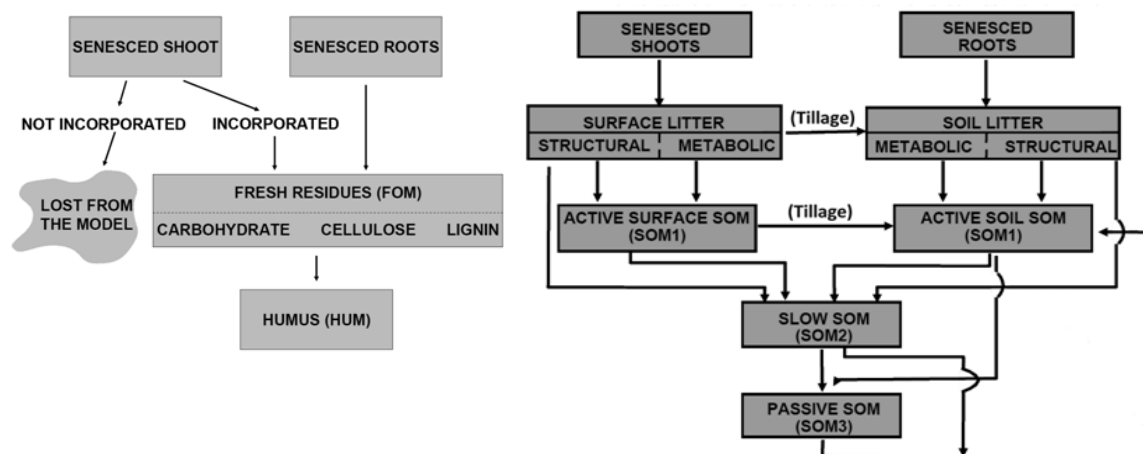 SENESCED SHOOT
SENESCED ROOTS
NOT INCORPORATED
INCORPORATED
LOST FROM
THE MODEL
FRESH RESIDUES (FOM)
CARBOHYDRATE CELLULOSE LIGNIN
HUMUS (HUM)
SENESCED
SHOOTS
SENESCED
ROOTS
SURFACE LITTER
STRUCTURAL METABOLIC
(Tillage)
SOIL LITTER
METABOLIC STRUCTURAL
ACTIVE SURFACE SOM
(SOM1)
(Tillage)
ACTIVE SOIL SOM
(SOM1)
SLOW SOM
(SOM2)
PASSIVE SOM
(SOM3)